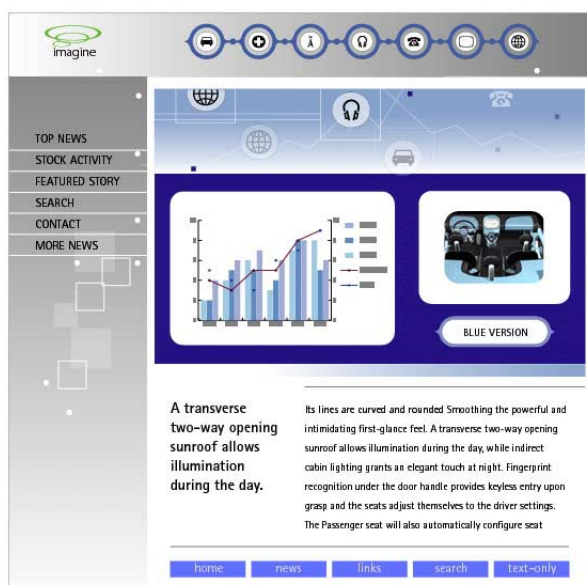 imagine
TOP NEWS
STOCK ACTIVITY
FEATURED STORY
SEARCH
CONTACT
MORE NEWS
BLUE VERSION
A transverse
two-way opening
sunroof allows
illumination
during the day.
Its lines are curved and rounded Smoothing the powerful and
intimidating first-glance feel. A transverse two-way opening
sunroof allows illumination during the day, while indirect
cabin lighting grants an elegant touch at night. Fingerprint
recognition under the door handle provides keyless entry upon
grasp and the seats adjust themselves to the driver settings.
The Passenger seat will also automatically configure seat
home
news
links
search
text-only